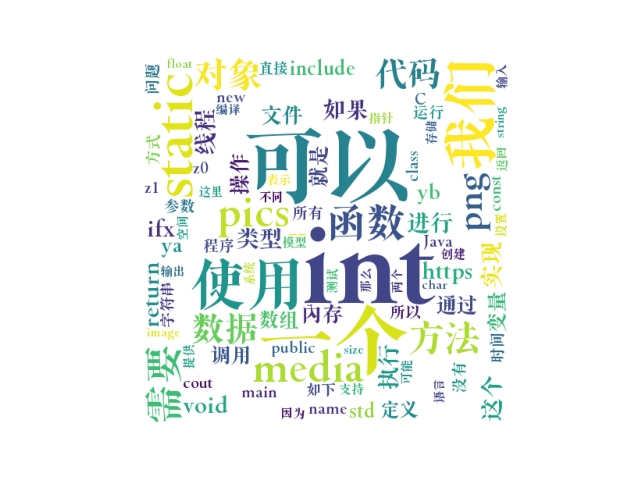 float
问题
对象
直接
include
代码
输入
static
new
编译
C
我们
线程
文件
如果
运行
指针
存储
string
可以
方式
z0
操作
就是
class
返回
z1
这里
表示
不同
yb
png
const
设置
参数
pics
所有
函数
进行
ifx
空间
程序
类型
模型
Java
创建
ya
int
实现
return
输出
系统
测试
那么
两个
https
char
字符串
使用
image
数据
数组
内存
一个
所以
通过
变量
提供
调用
public
size
方法
时间
需要
media
执行
可能
没有
cout
main
如下
支持
语言
这个
void
因为
name
std
定义